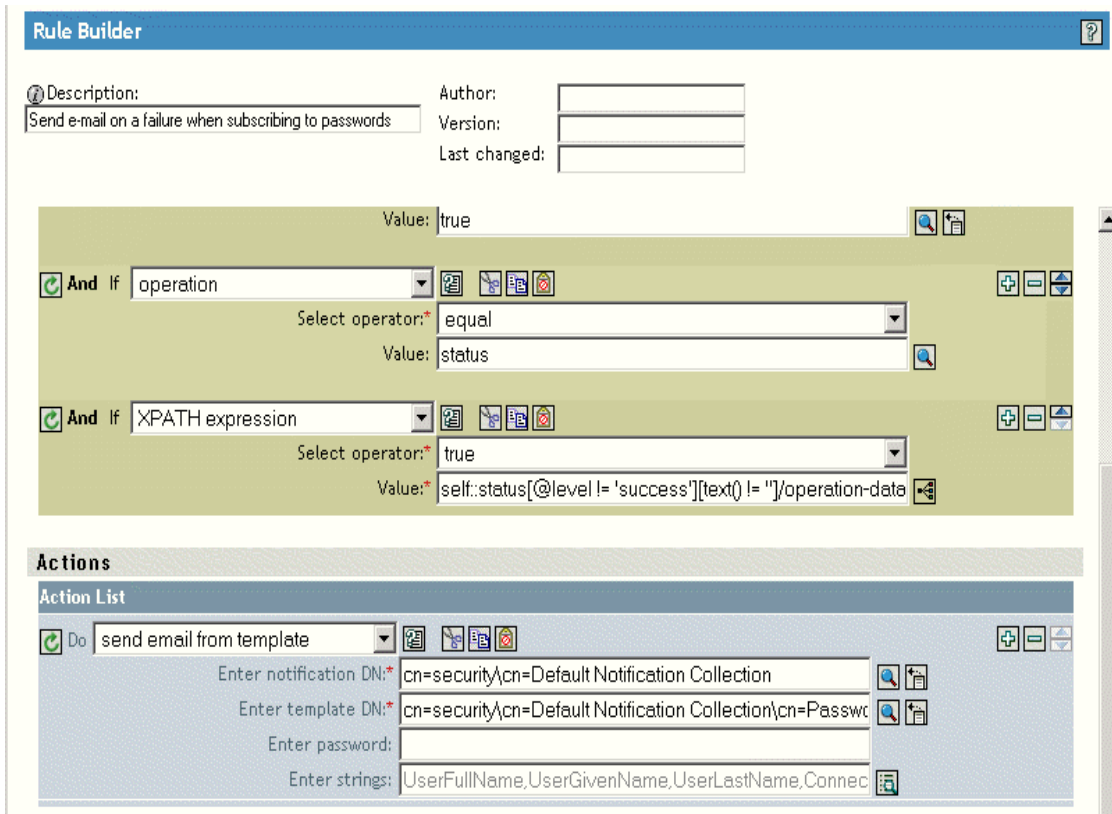 Rule Builder
Description:
Send e-mail on a failure when subscribing to passwords
Author:
Version:
Last changed:
Value: true
And If operation
Select operator:* equal
Value: status
And If XPATH expression
Select operator:* true
Value:* self::status[@level != 'success'][text() != '']/operation-data
Actions
Action List
Do send email from template
Enter notification DN:* cn=security\cn=Default Notification Collection
Enter template DN:* cn=security\cn=Default Notification Collection\cn=Passwo
Enter password:
Enter strings: UserFullName,UserGivenName,UserLastName,Connec